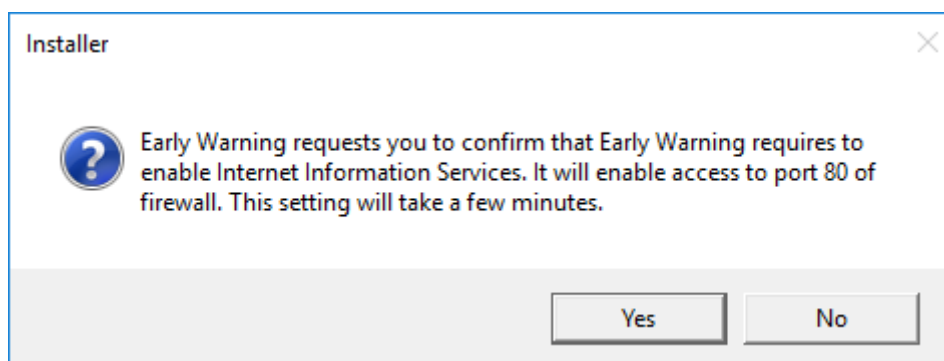 Installer
Early Warning requests you to confirm that Early Warning requires to
enable Internet Information Services. It will enable access to port 80 of
firewall. This setting will take a few minutes.
Yes No